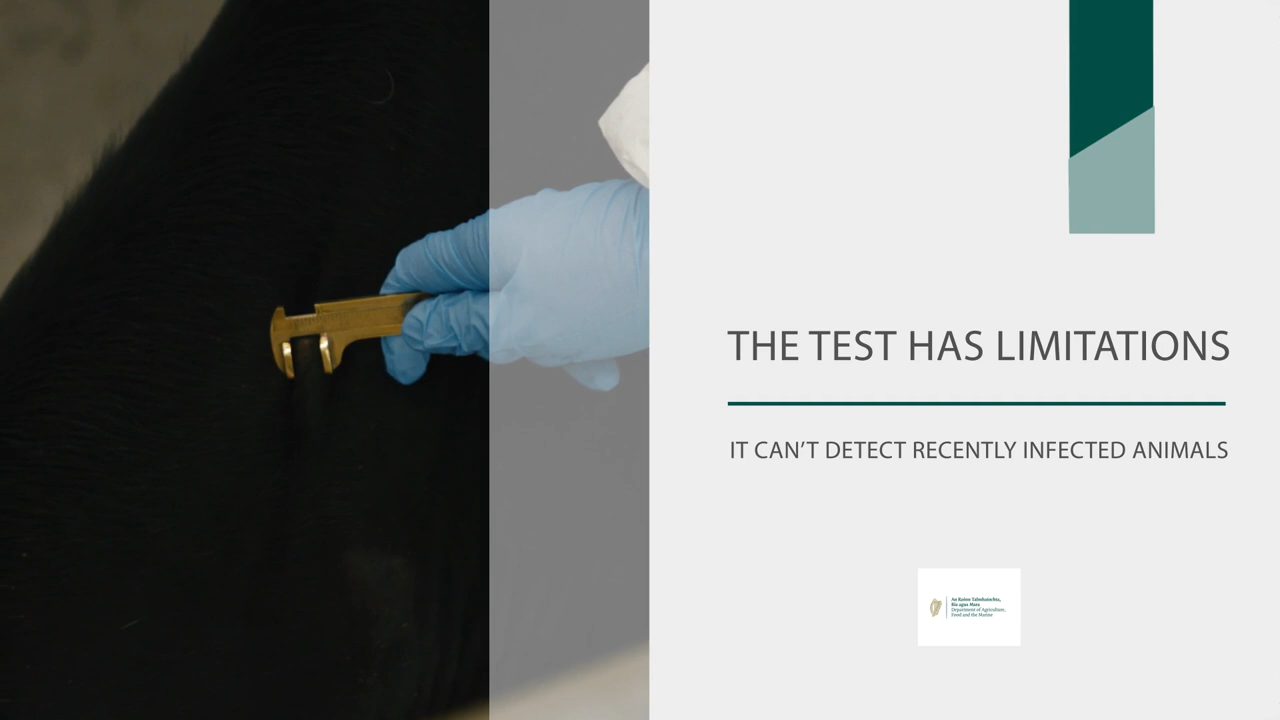 THE TEST HAS LIMITATIONS
IT CAN'T DETECT RECENTLY INFECTED ANIMALS
An Roinn Talmhaíochta,
Bia agus Mara
Department of Agriculture,
Food and the Marine